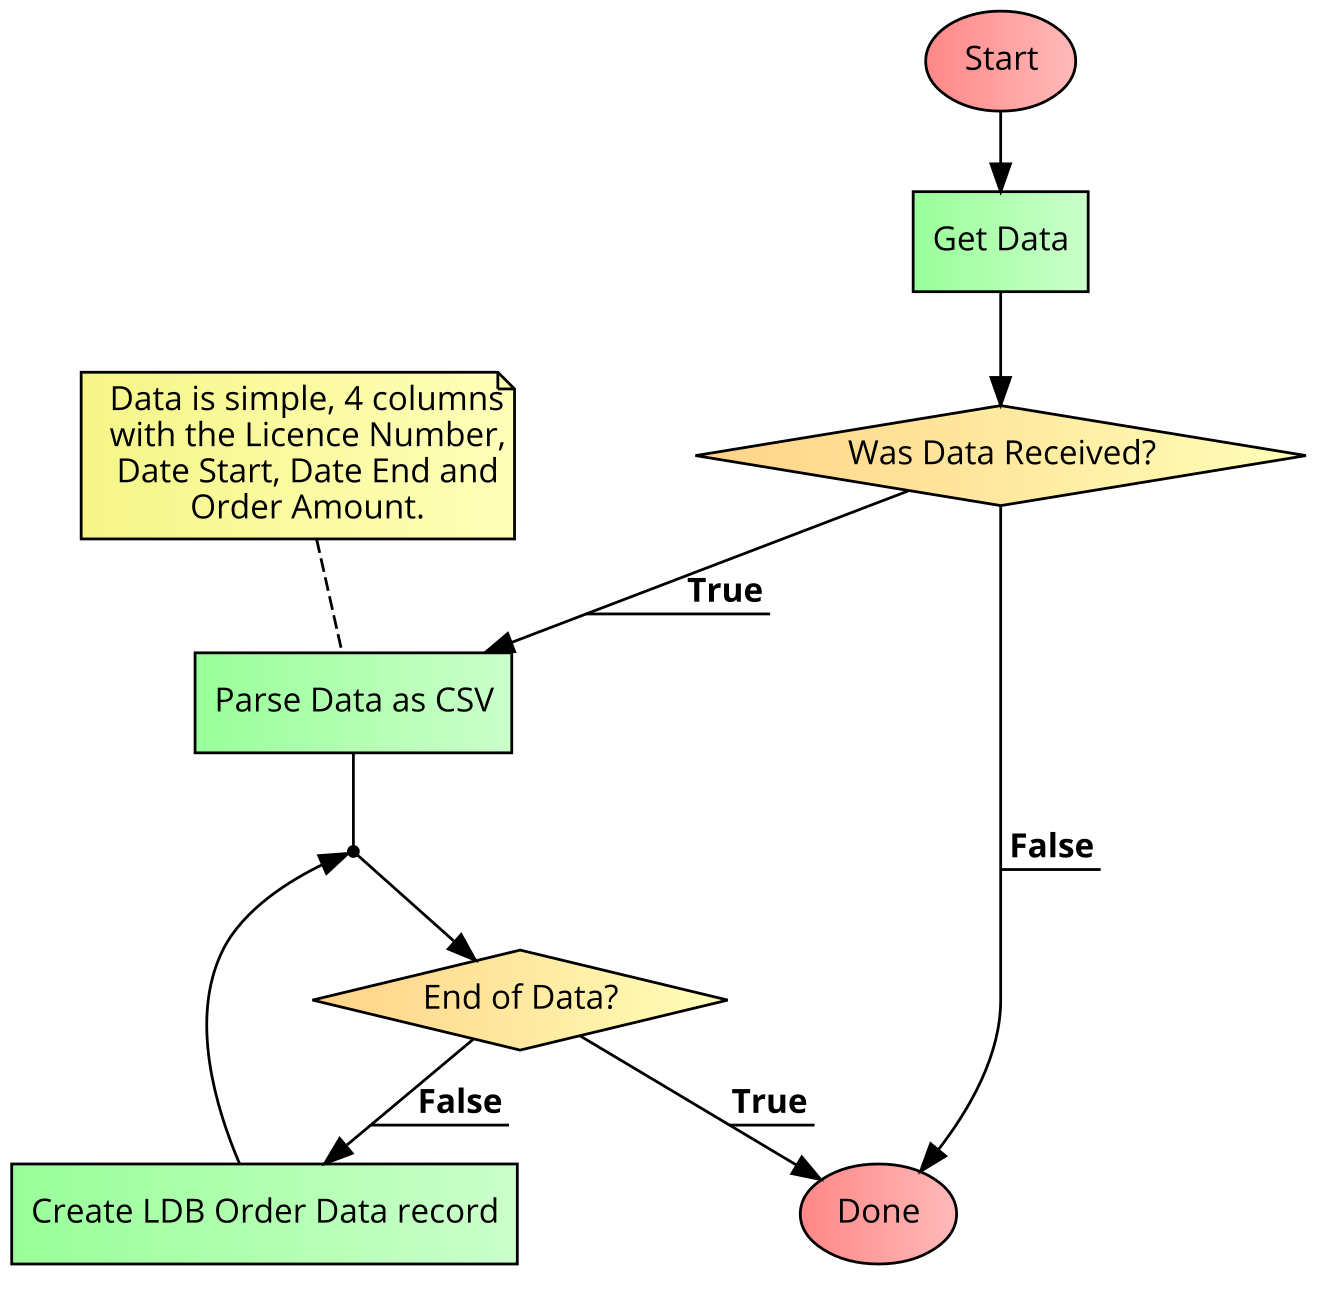 Start
Get Data
Data is simple, 4 columns
with the Licence Number,
Date Start, Date End and
Order Amount.
Was Data Received?
True
Parse Data as CSV
False
End of Data?
False
True
Create LDB Order Data record
Done